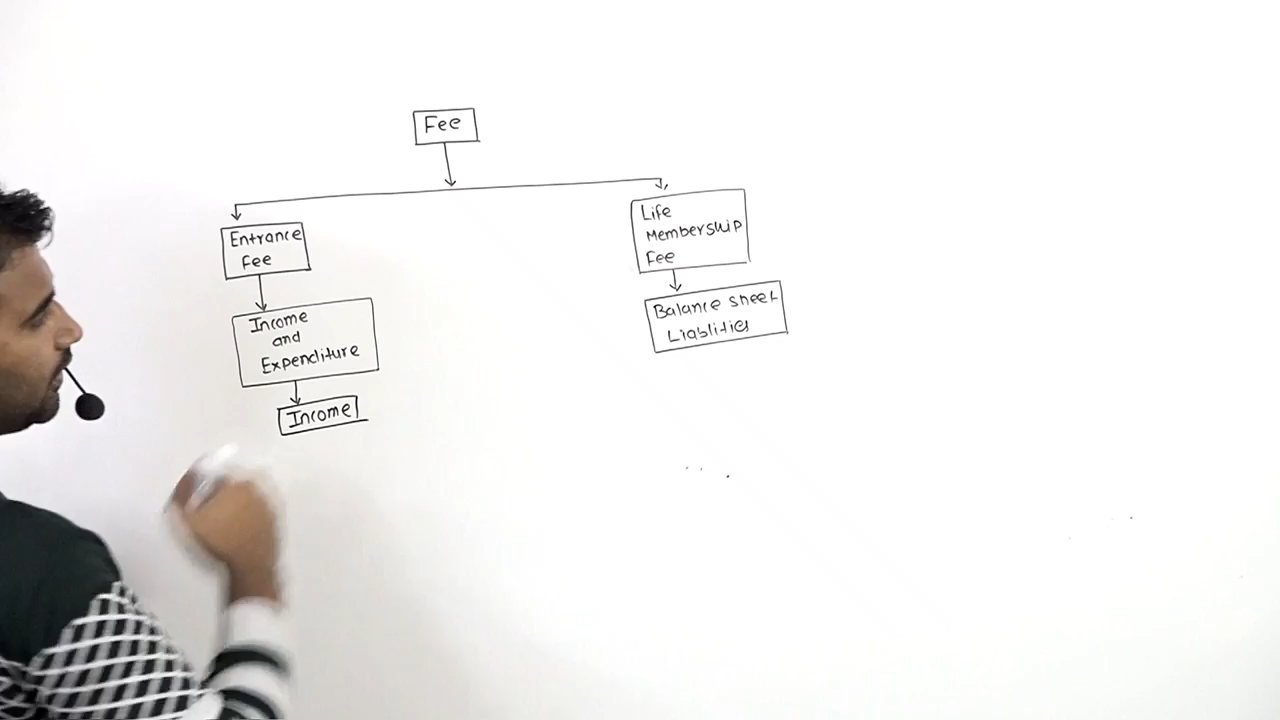 Fee
Entrance
Fee
Income
and
Expenditure
Income
Life
Membership
Fee
Balance sheet
Liablities